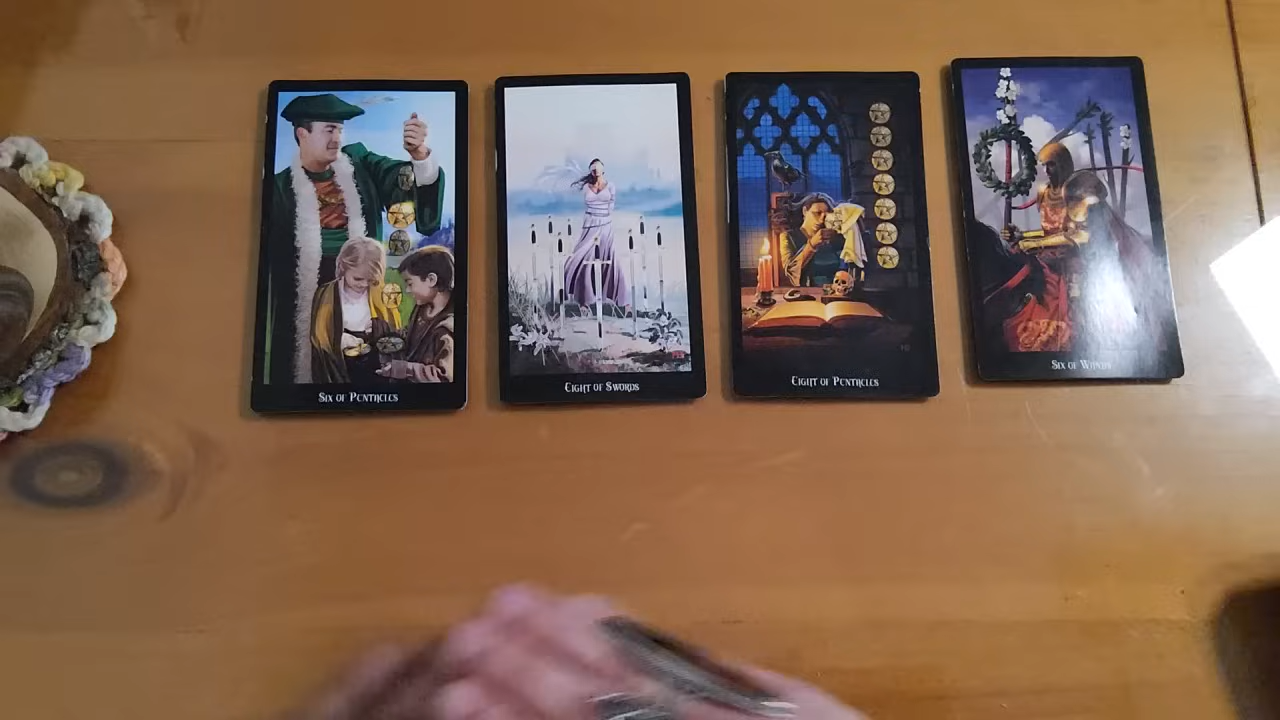 Six of Pentacles
Eight of Swords
Eight of Pentacles
Six of Wands